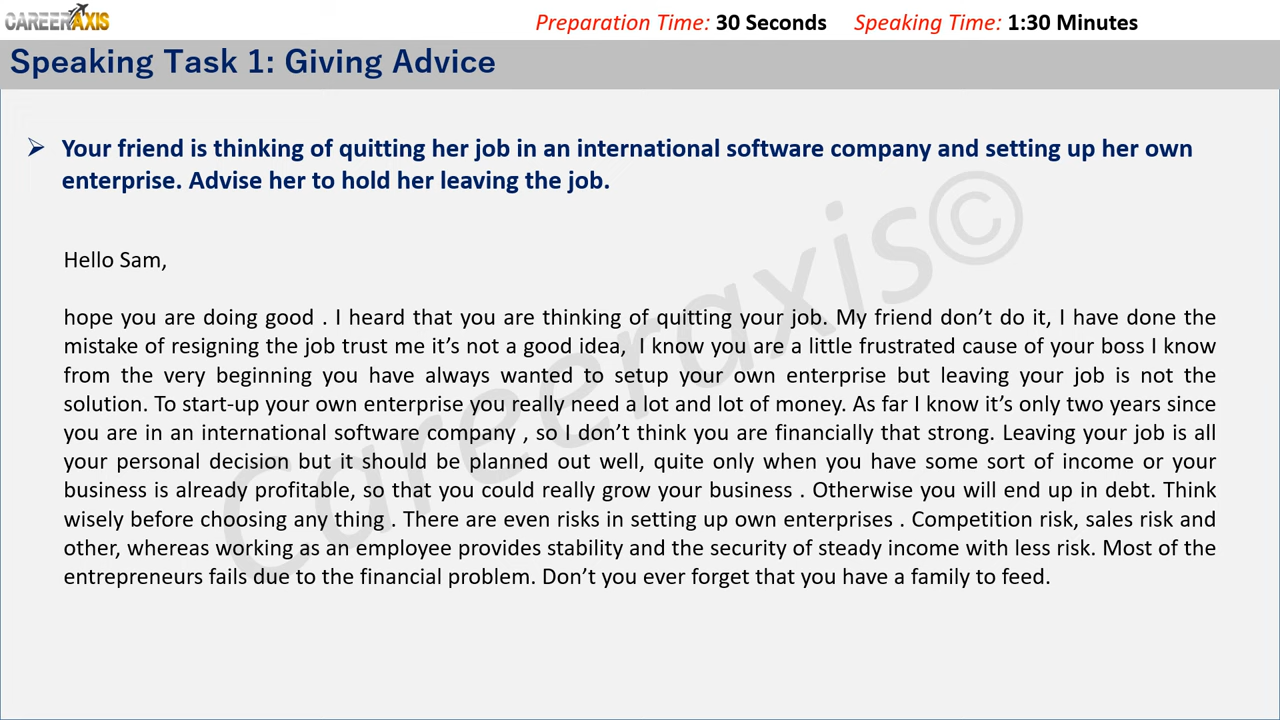 CAREERAXIS
Preparation Time: 30 Seconds Speaking Time: 1:30 Minutes
Speaking Task 1: Giving Advice
➢ Your friend is thinking of quitting her job in an international software company and setting up her own
enterprise. Advise her to hold her leaving the job.
Hello Sam,
hope you are doing good . I heard that you are thinking of quitting your job. My friend don’t do it, I have done the
mistake of resigning the job trust me it’s not a good idea, I know you are a little frustrated cause of your boss I know
from the very beginning you have always wanted to setup your own enterprise but leaving your job is not the
solution. To start-up your own enterprise you really need a lot and lot of money. As far I know it’s only two years since
you are in an international software company , so I don’t think you are financially that strong. Leaving your job is all
your personal decision but it should be planned out well, quite only when you have some sort of income or your
business is already profitable, so that you could really grow your business . Otherwise you will end up in debt. Think
wisely before choosing any thing . There are even risks in setting up own enterprises . Competition risk, sales risk and
other, whereas working as an employee provides stability and the security of steady income with less risk. Most of the
entrepreneurs fails due to the financial problem. Don’t you ever forget that you have a family to feed.
Careeraxis©